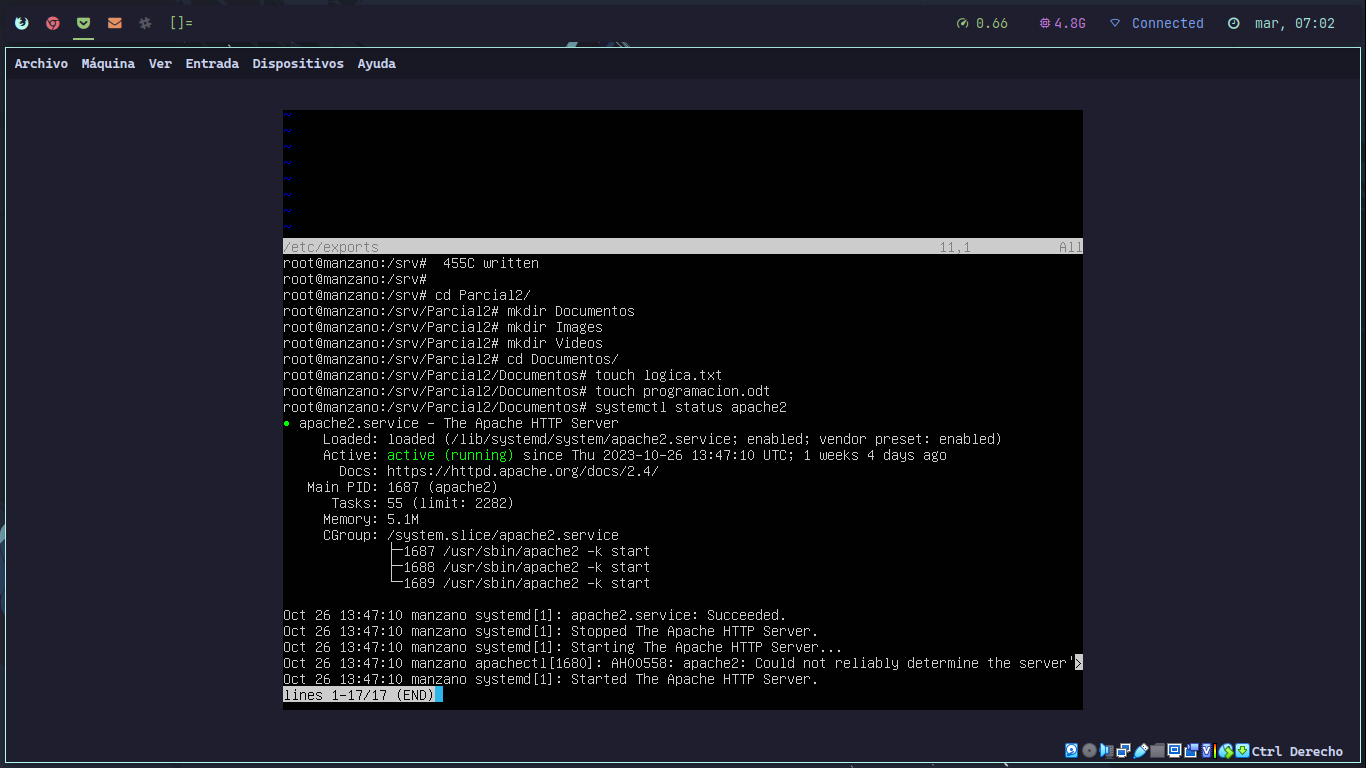 []= 0.66 4.8G Connected mar, 07:02
Archivo Máquina Ver Entrada Dispositivos Ayuda
~
~
~
~
~
~
~
~
/etc/exports 11,1 All
root@manzano:/srv#  455C written
root@manzano:/srv#
root@manzano:/srv# cd Parcial2/
root@manzano:/srv/Parcial2# mkdir Documentos
root@manzano:/srv/Parcial2# mkdir Images
root@manzano:/srv/Parcial2# mkdir Videos
root@manzano:/srv/Parcial2# cd Documentos/
root@manzano:/srv/Parcial2/Documentos# touch logica.txt
root@manzano:/srv/Parcial2/Documentos# touch programacion.odt
root@manzano:/srv/Parcial2/Documentos# systemctl status apache2
● apache2.service - The Apache HTTP Server
Loaded: loaded (/lib/systemd/system/apache2.service; enabled; vendor preset: enabled)
Active: active (running) since Thu 2023-10-26 13:47:10 UTC; 1 weeks 4 days ago
Docs: https://httpd.apache.org/docs/2.4/
Main PID: 1687 (apache2)
Tasks: 55 (limit: 2282)
Memory: 5.1M
CGroup: /system.slice/apache2.service
├─1687 /usr/sbin/apache2 -k start
├─1688 /usr/sbin/apache2 -k start
└─1689 /usr/sbin/apache2 -k start
Oct 26 13:47:10 manzano systemd[1]: apache2.service: Succeeded.
Oct 26 13:47:10 manzano systemd[1]: Stopped The Apache HTTP Server.
Oct 26 13:47:10 manzano systemd[1]: Starting The Apache HTTP Server...
Oct 26 13:47:10 manzano apachectl[1680]: AH00558: apache2: Could not reliably determine the server'>
Oct 26 13:47:10 manzano systemd[1]: Started The Apache HTTP Server.
lines 1-17/17 (END)
Ctrl Derecho